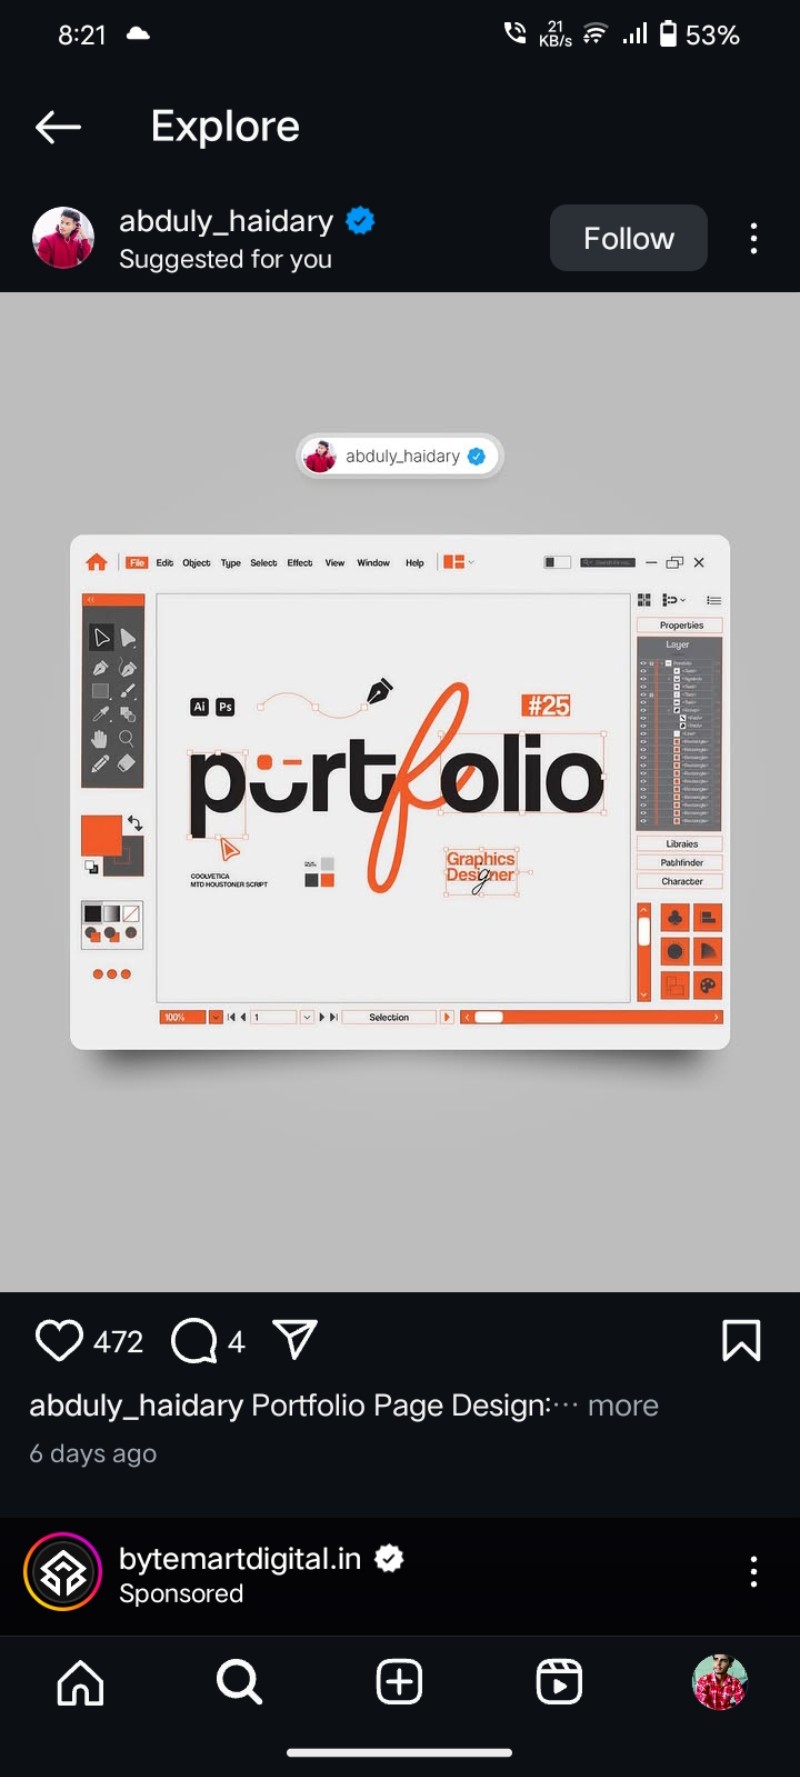 8:21
21
KB/s
53%
Explore
abduly_haidary
Suggested for you
Follow
abduly_haidary
File Edit Object Type Select Effect View Window Help
Properties
Layer
Ai Ps
#25
portfolio
Graphics
Designer
COOLVETICA
MTD HOUSTONER SCRIPT
Libraies
Pathfinder
Character
100%
1
Selection
472
4
abduly_haidary Portfolio Page Design:... more
6 days ago
bytemartdigital.in
Sponsored